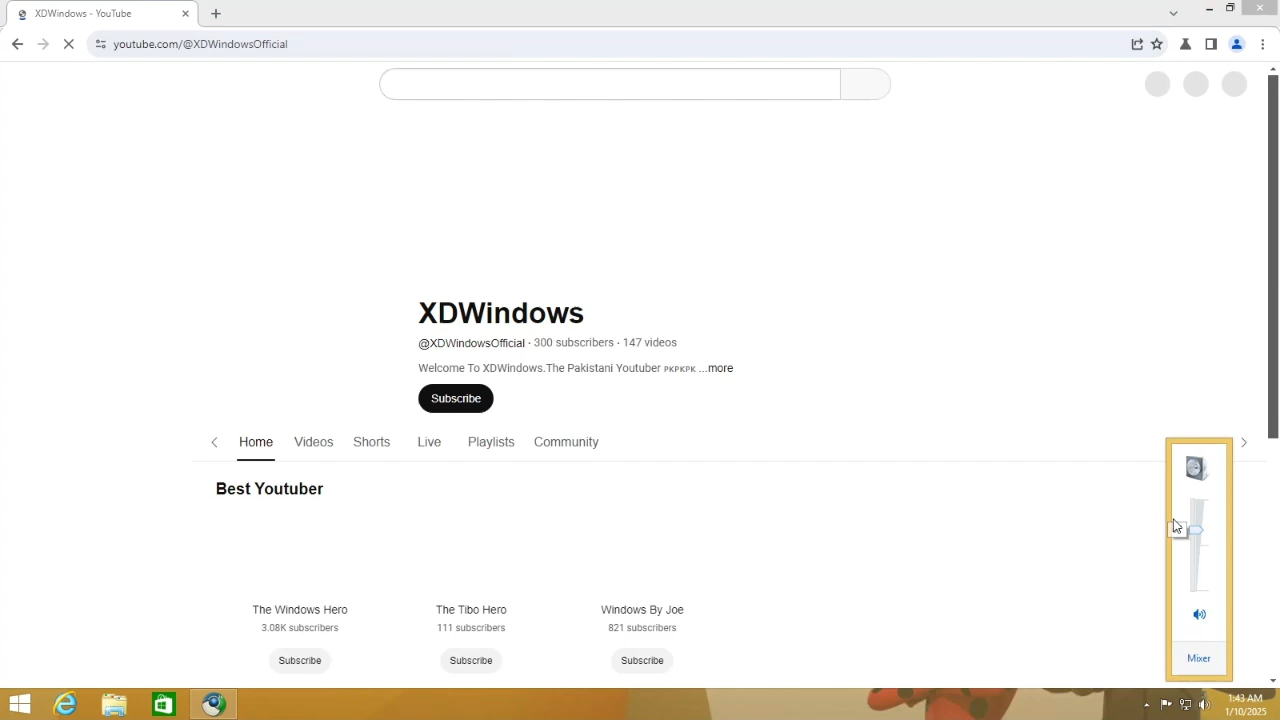 XDWindows - YouTube
youtube.com/@XDWindowsOfficial
XDWindows
@XDWindowsOfficial · 300 subscribers · 147 videos
Welcome To XDWindows.The Pakistani Youtuber ᴘᴋᴘᴋᴘᴋ ...more
Subscribe
Home Videos Shorts Live Playlists Community
Best Youtuber
The Windows Hero The Tibo Hero Windows By Joe
3.08K subscribers 111 subscribers 821 subscribers
Subscribe Subscribe Subscribe
Mixer
1:43 AM
1/10/2025